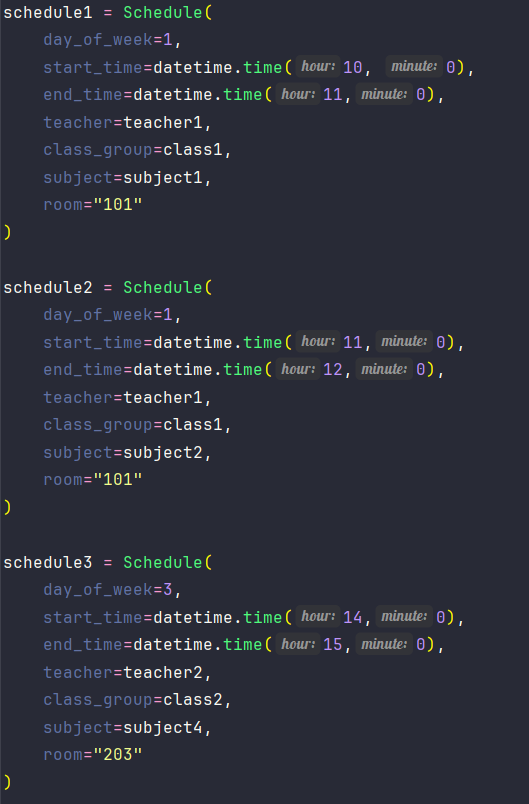 schedule1 = Schedule(
    day_of_week=1,
    start_time=datetime.time( hour: 10,  minute: 0),
    end_time=datetime.time( hour: 11, minute: 0),
    teacher=teacher1,
    class_group=class1,
    subject=subject1,
    room="101"
)

schedule2 = Schedule(
    day_of_week=1,
    start_time=datetime.time( hour: 11, minute: 0),
    end_time=datetime.time( hour: 12, minute: 0),
    teacher=teacher1,
    class_group=class1,
    subject=subject2,
    room="101"
)

schedule3 = Schedule(
    day_of_week=3,
    start_time=datetime.time( hour: 14, minute: 0),
    end_time=datetime.time( hour: 15, minute: 0),
    teacher=teacher2,
    class_group=class2,
    subject=subject4,
    room="203"
)